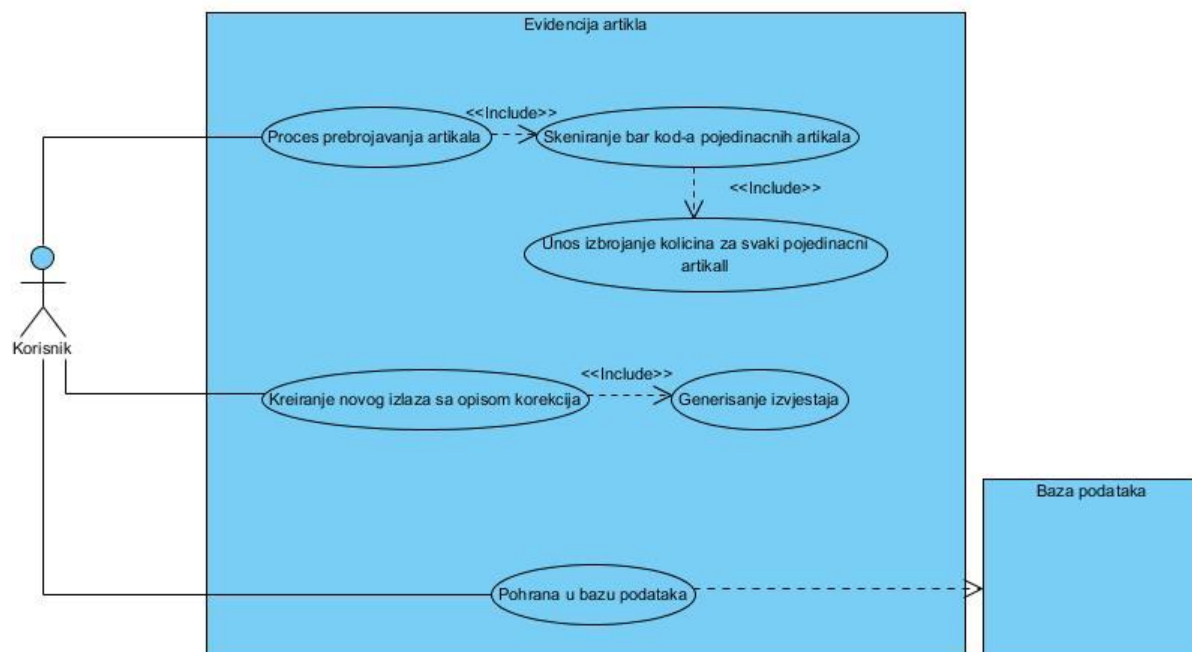 Evidencija artikla
<<Include>>
Proces prebrojavanja artikala
Skeniranje bar kod-a pojedinacnih artikala
<<Include>>
Unos izbrojanje kolicina za svaki pojedinacni
artikall
Korisnik
<<Include>>
Kreiranje novog izlaza sa opisom korekcija
Generisanje izvjestaja
Baza podataka
Pohrana u bazu podataka